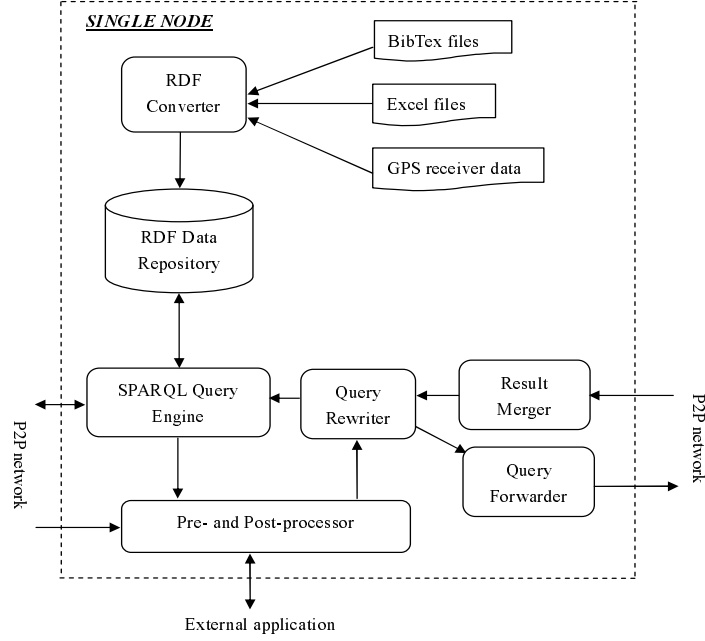 SINGLE NODE
BibTex files
RDF
Converter
Excel files
GPS receiver data
RDF Data
Repository
SPARQL Query
Engine
Query
Rewriter
Result
Merger
P2P network
P2P network
Query
Forwarder
Pre- and Post-processor
External application